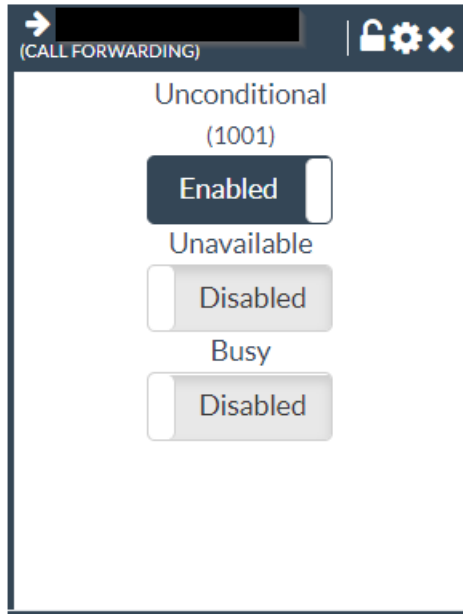 (CALL FORWARDING)
Unconditional
(1001)
Enabled
Unavailable
Disabled
Busy
Disabled